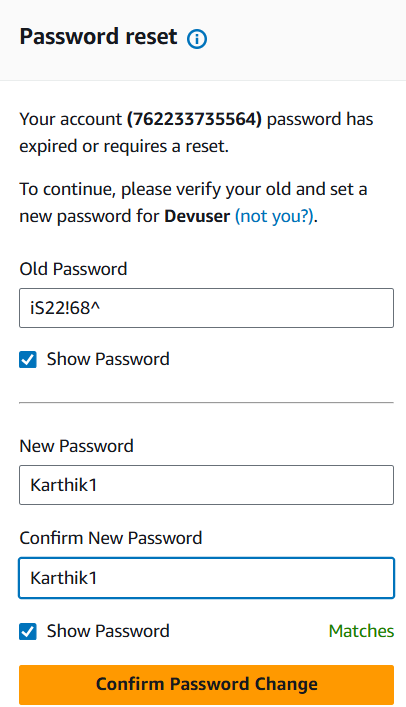 Password reset
Your account (762233735564) password has
expired or requires a reset.
To continue, please verify your old and set a
new password for Devuser (not you?).
Old Password
iS22!68^
Show Password
New Password
Karthik1
Confirm New Password
Karthik1
Show Password Matches
Confirm Password Change